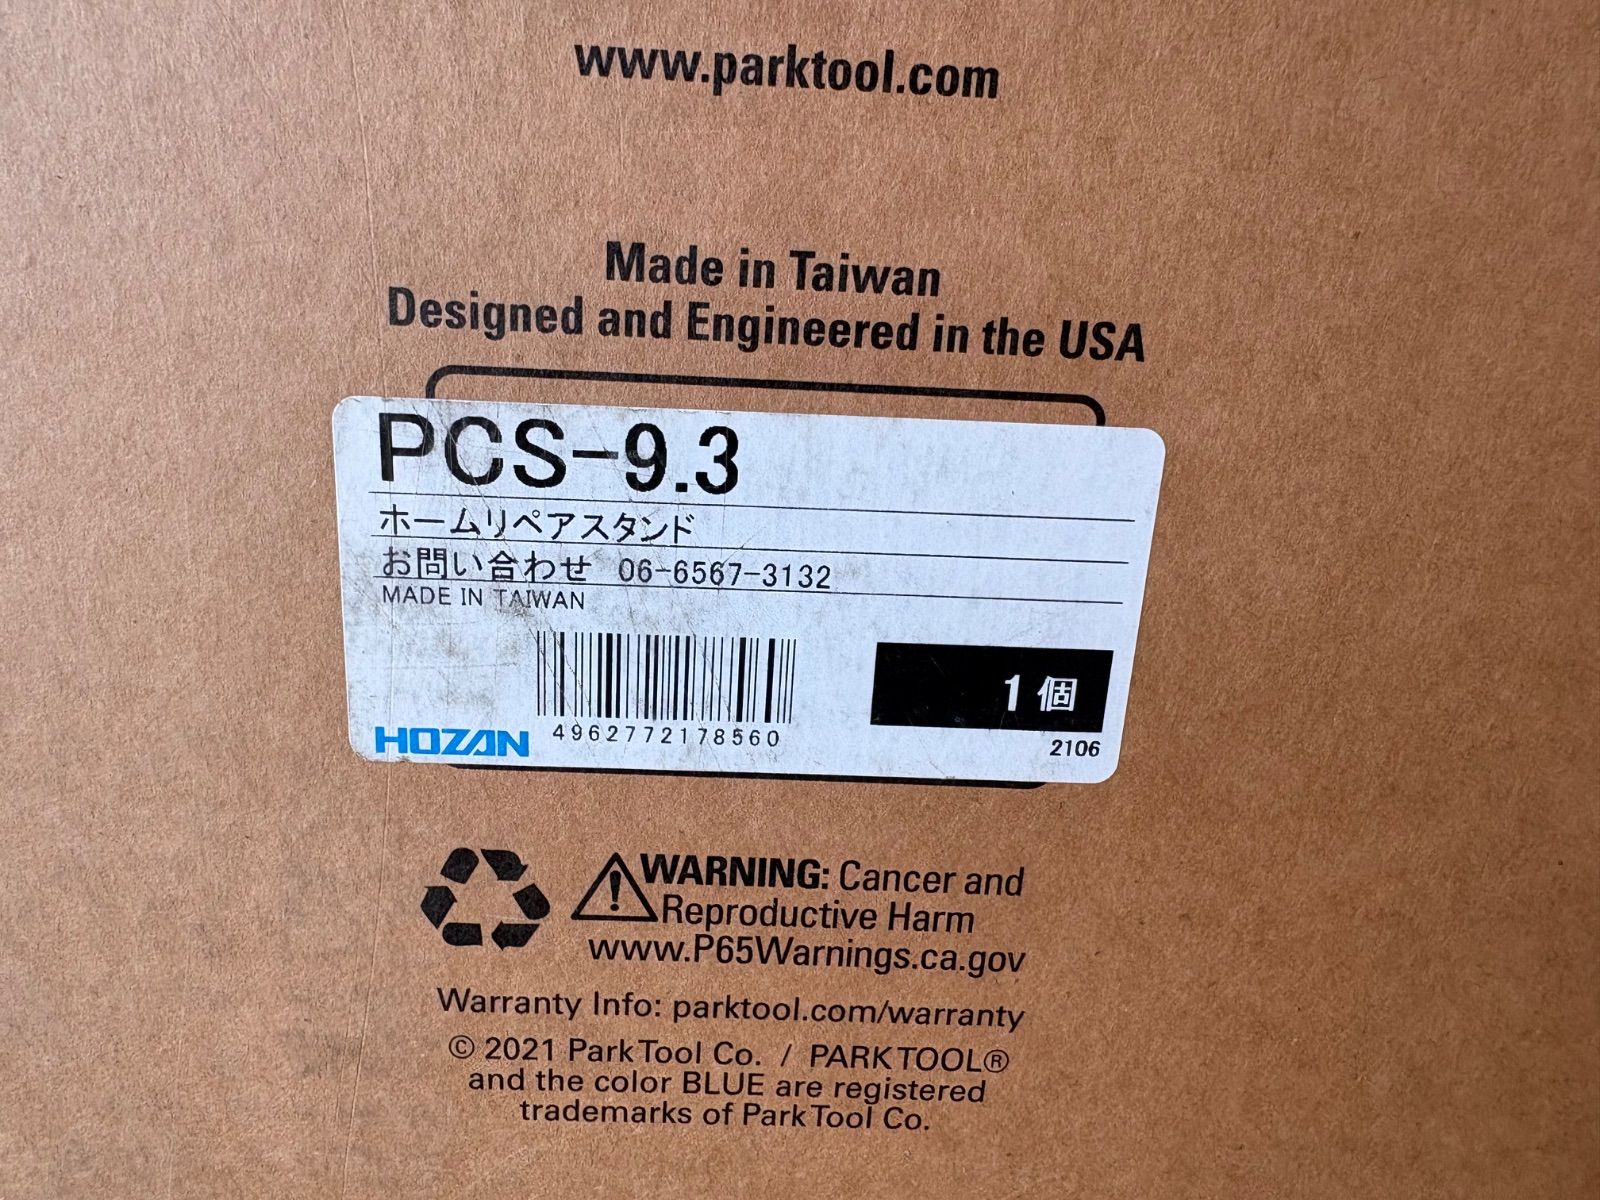 www.parktool.com
Made in Taiwan
Designed and Engineered in the USA
PCS-9.3
ホームリペアスタンド
お問い合わせ 06-6567-3132
MADE IN TAIWAN
1個
4962772178560
HOZAN
2106
WARNING: Cancer and
Reproductive Harm
www.P65Warnings.ca.gov
Warranty Info: parktool.com/warranty
© 2021 Park Tool Co. / PARK TOOL®
and the color BLUE are registered
trademarks of Park Tool Co.